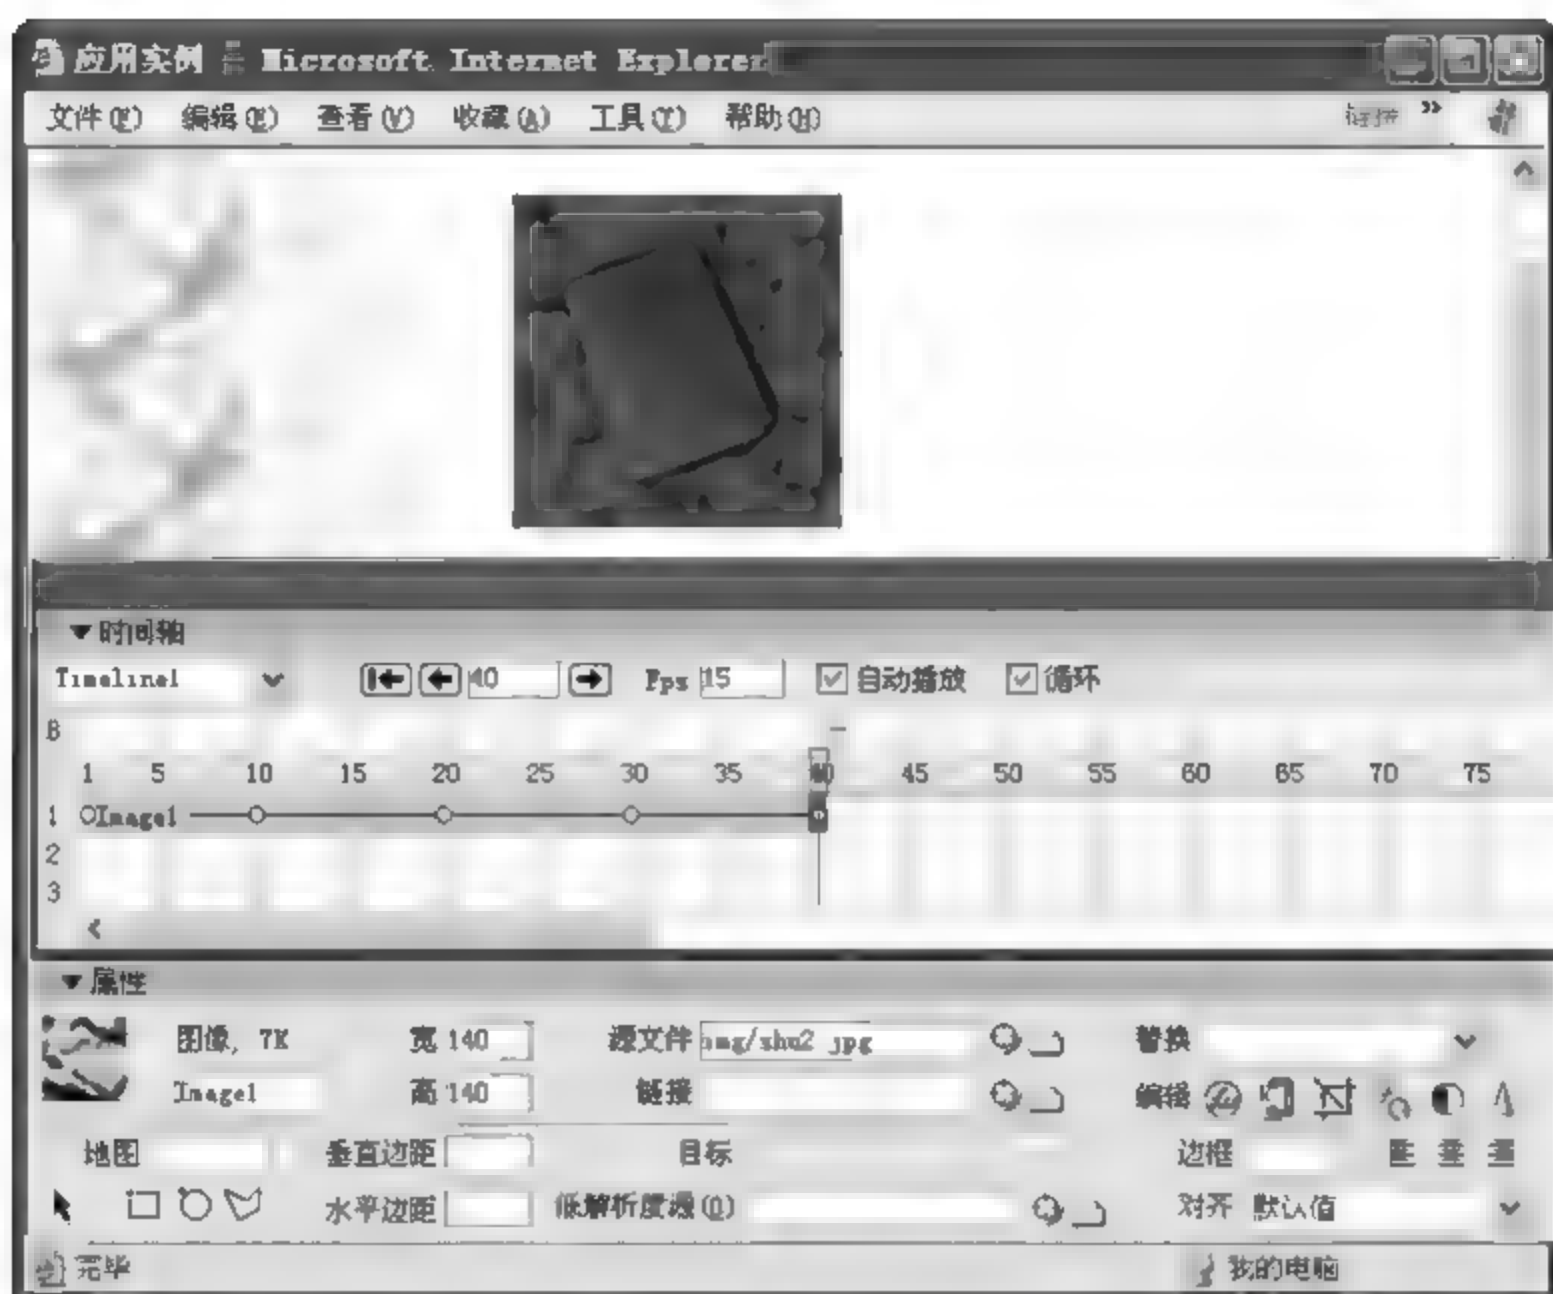 应用实例 - Microsoft Internet Explorer
文件(F) 编辑(E) 查看(V) 收藏(A) 工具(T) 帮助(H) 链接 »
时间轴
Timeline1 40 Fps 15 自动播放 循环
B
1 5 10 15 20 25 30 35 40 45 50 55 60 65 70 75
1 Image1
2
3
属性
图像, 7K 宽 140 源文件 img/shu2.jpg 替换
Image1 高 140 链接 编辑
地图 垂直边距 目标 边框
水平边距 低解析度源(O) 对齐 默认值
完毕 我的电脑